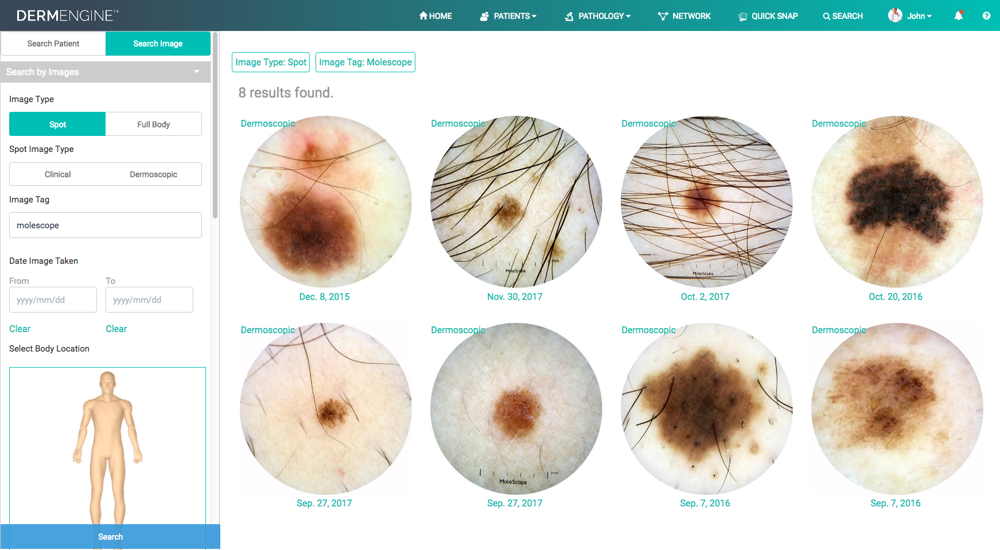 DERMENGINE™
HOME
PATIENTS
PATHOLOGY
NETWORK
QUICK SNAP
SEARCH
John
Search Patient
Search Image
Search by Images
Image Type
Spot
Full Body
Spot Image Type
Clinical
Dermoscopic
Image Tag
molescope
Date Image Taken
From
To
yyyy/mm/dd
yyyy/mm/dd
Clear
Clear
Select Body Location
Search
Image Type: Spot
Image Tag: Molescope
8 results found.
Dermoscopic
Dec. 8, 2015
Dermoscopic
mm
MoleScope
Nov. 30, 2017
Dermoscopic
mm
MoleScope
Oct. 2, 2017
Dermoscopic
Oct. 20, 2016
Dermoscopic
Sep. 27, 2017
Dermoscopic
mm
MoleScope
Sep. 27, 2017
Dermoscopic
Sep. 7, 2016
Dermoscopic
Sep. 7, 2016